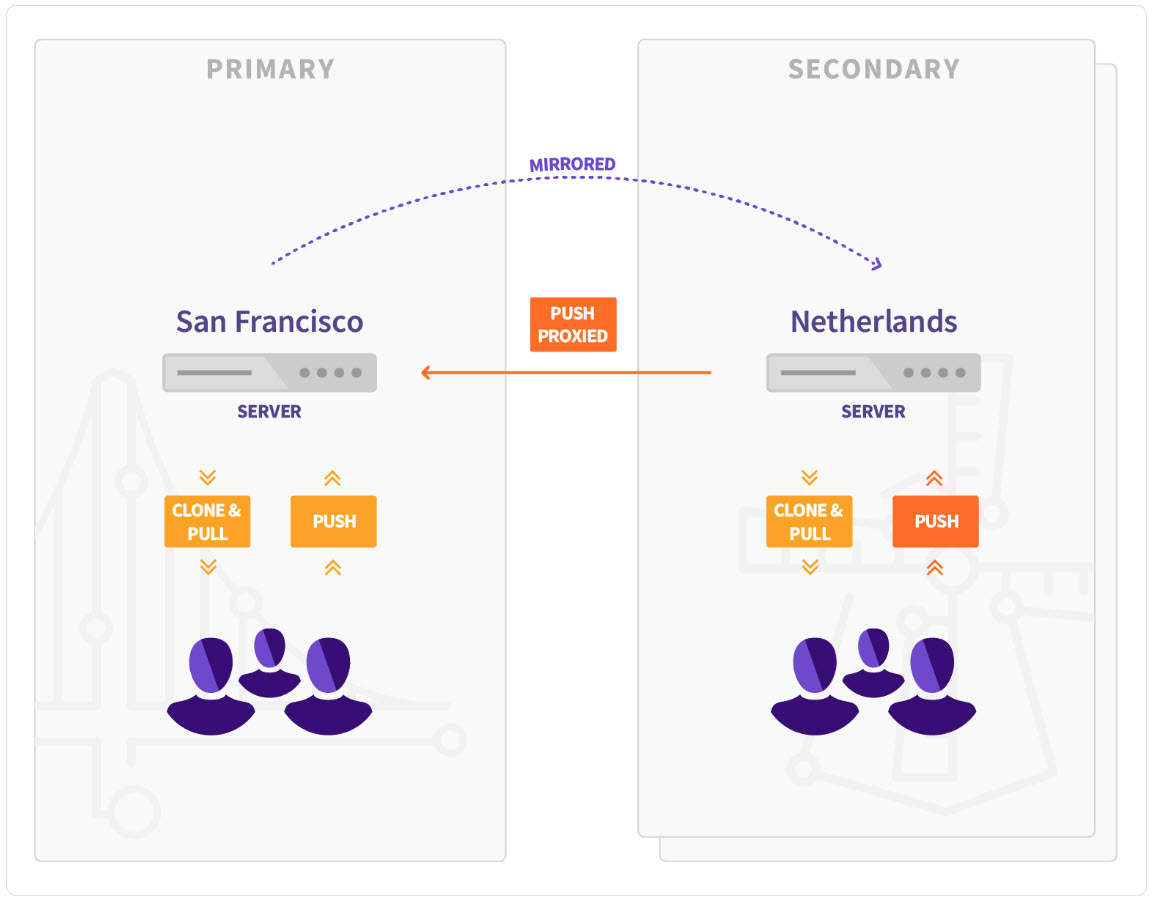 PRIMARY
SECONDARY
MIRRORED
San Francisco
PUSH
PROXIED
Netherlands
SERVER
SERVER
CLONE &
PULL
PUSH
CLONE &
PULL
PUSH